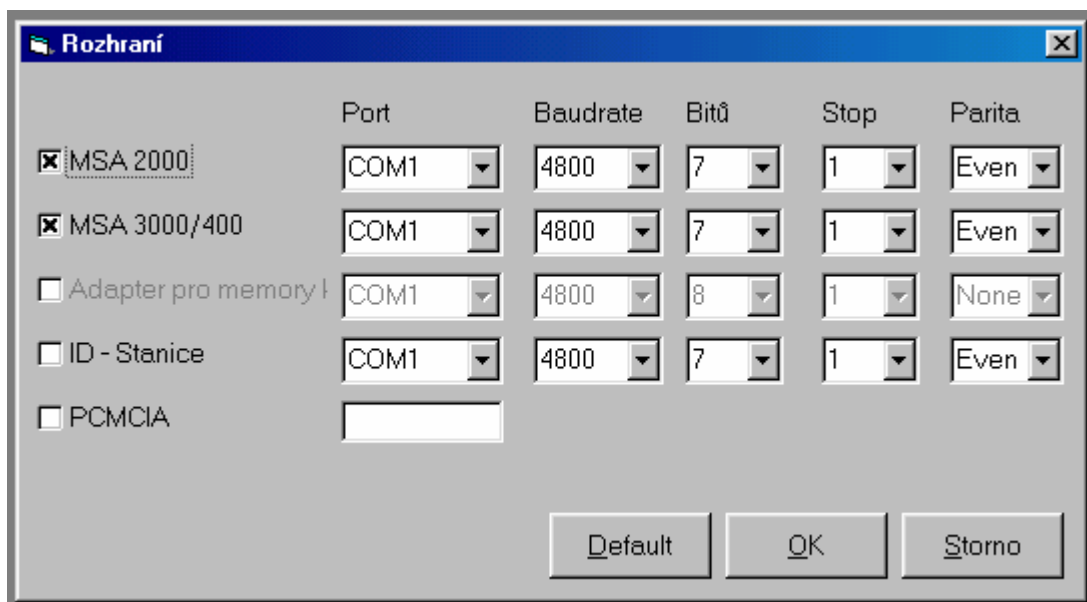 Rozhraní
Port Baudrate Bitů Stop Parita
MSA 2000 COM1 4800 7 1 Even
MSA 3000/400 COM1 4800 7 1 Even
Adapter pro memory COM1 4800 8 1 None
ID - Stanice COM1 4800 7 1 Even
PCMCIA
Default OK Storno